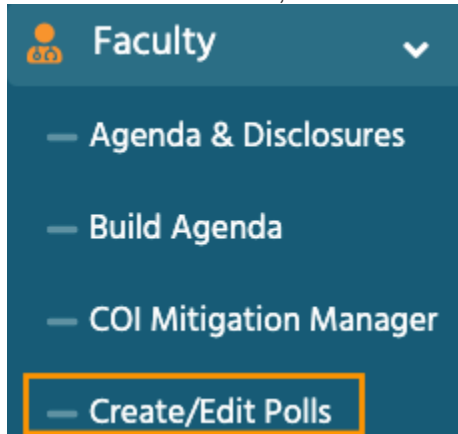 Faculty
Agenda & Disclosures
Build Agenda
COI Mitigation Manager
Create/Edit Polls